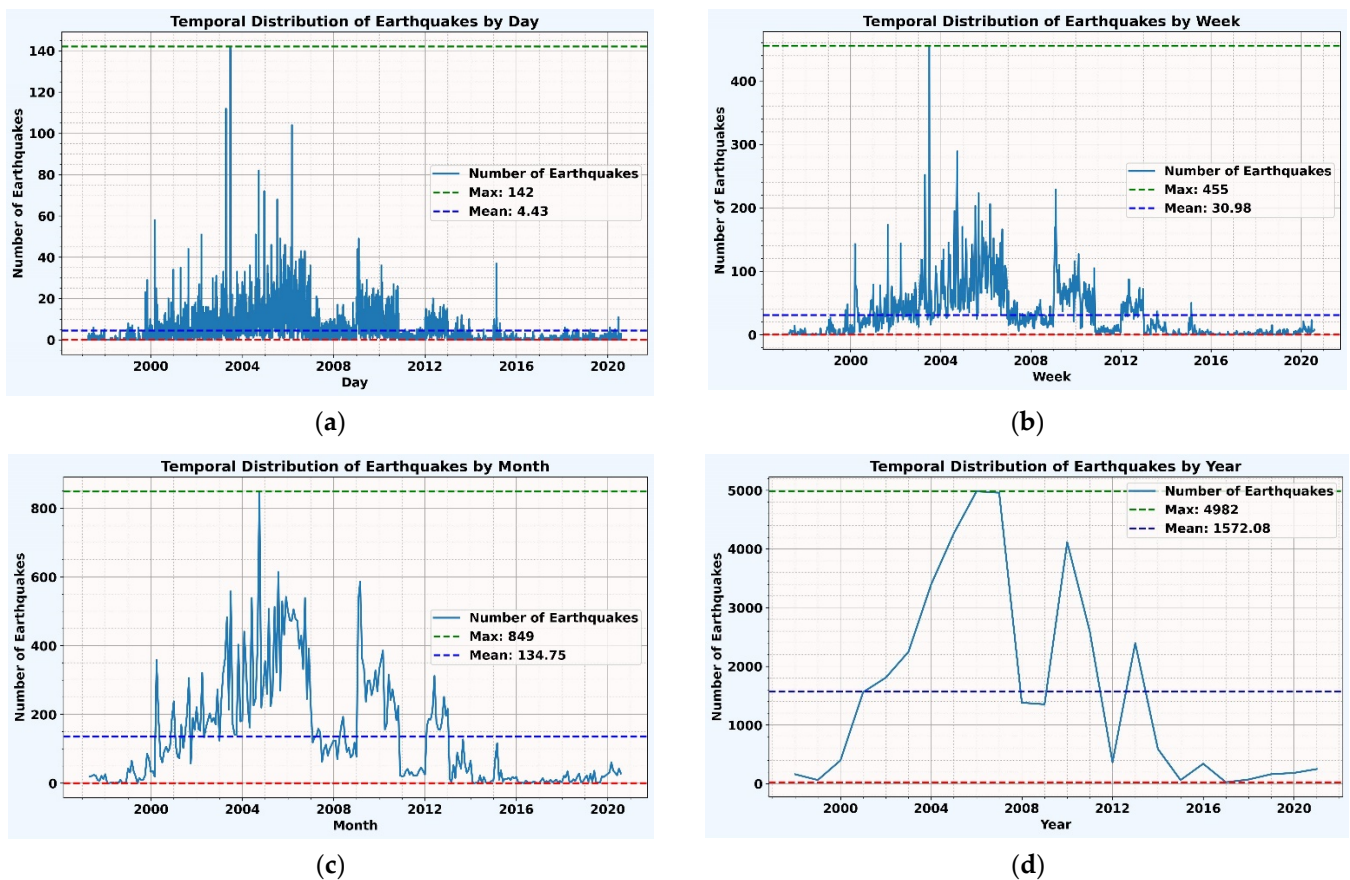 Temporal Distribution of Earthquakes by Day
Number of Earthquakes
140
120
100
80
60
40
20
0
Number of Earthquakes
Max: 142
Mean: 4.43
2000 2004 2008 2012 2016 2020
Day
(a)
Temporal Distribution of Earthquakes by Week
Number of Earthquakes
400
300
200
100
0
Number of Earthquakes
Max: 455
Mean: 30.98
2000 2004 2008 2012 2016 2020
Week
(b)
Temporal Distribution of Earthquakes by Month
Number of Earthquakes
800
600
400
200
0
Number of Earthquakes
Max: 849
Mean: 134.75
2000 2004 2008 2012 2016 2020
Month
(c)
Temporal Distribution of Earthquakes by Year
Number of Earthquakes
5000
4000
3000
2000
1000
0
Number of Earthquakes
Max: 4982
Mean: 1572.08
2000 2004 2008 2012 2016 2020
Year
(d)